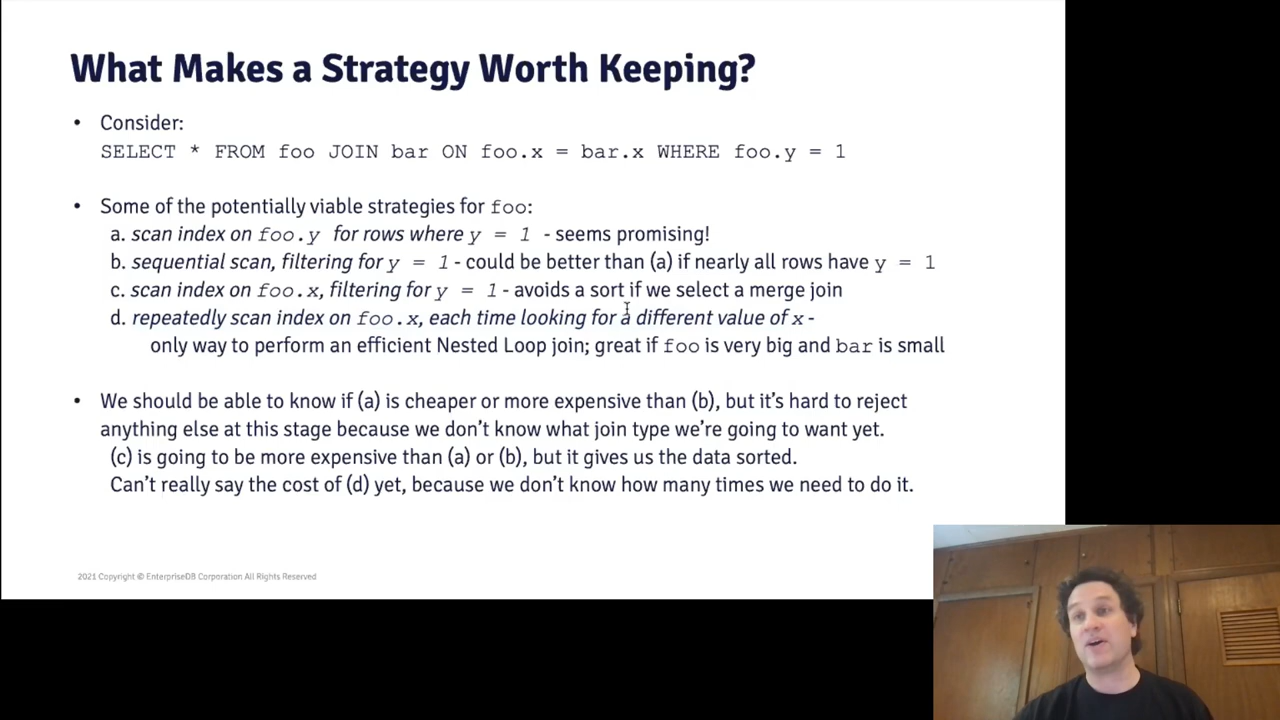 What Makes a Strategy Worth Keeping?
• Consider:
SELECT * FROM foo JOIN bar ON foo.x = bar.x WHERE foo.y = 1
• Some of the potentially viable strategies for foo:
a. scan index on foo.y for rows where y = 1 - seems promising!
b. sequential scan, filtering for y = 1 - could be better than (a) if nearly all rows have y = 1
c. scan index on foo.x, filtering for y = 1 - avoids a sort if we select a merge join
d. repeatedly scan index on foo.x, each time looking for a different value of x -
only way to perform an efficient Nested Loop join; great if foo is very big and bar is small
• We should be able to know if (a) is cheaper or more expensive than (b), but it's hard to reject
anything else at this stage because we don't know what join type we're going to want yet.
(c) is going to be more expensive than (a) or (b), but it gives us the data sorted.
Can't really say the cost of (d) yet, because we don't know how many times we need to do it.
2021 Copyright © EnterpriseDB Corporation All Rights Reserved